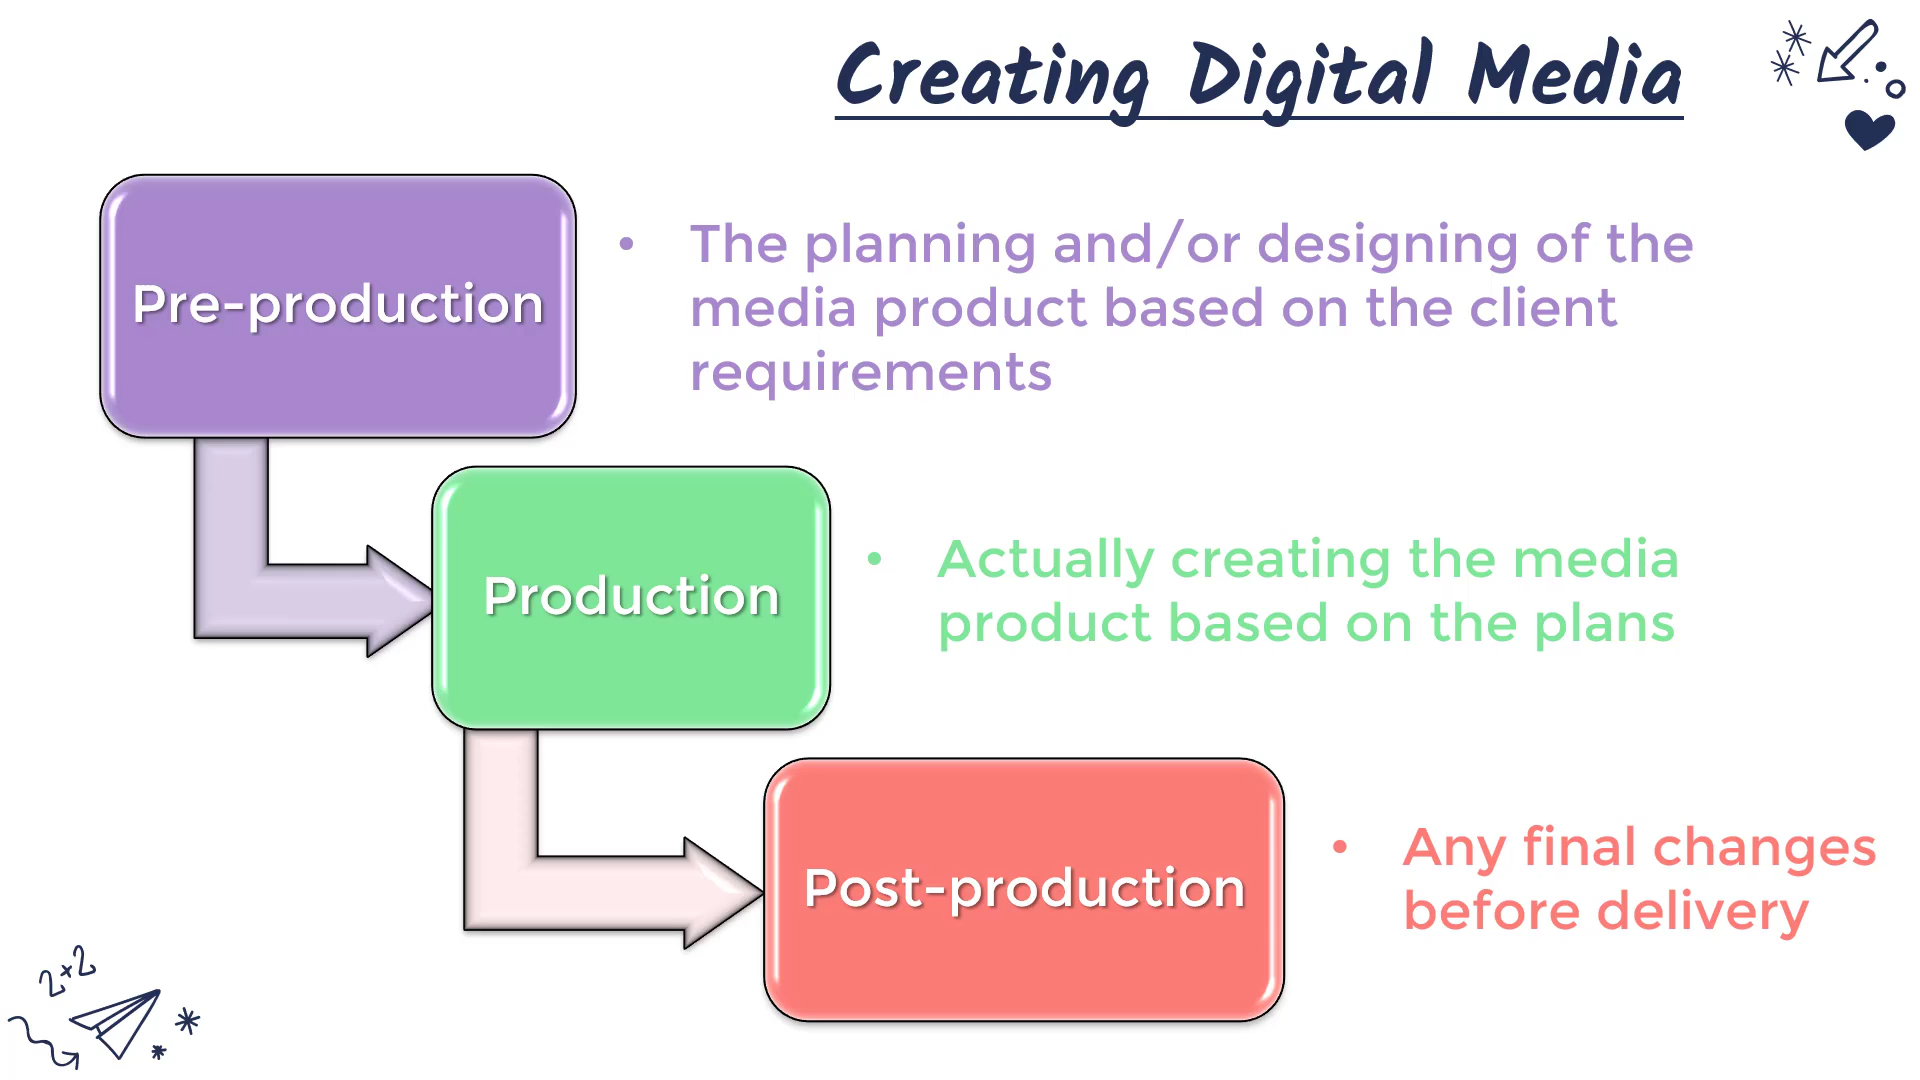 Creating Digital Media
Pre-production
• The planning and/or designing of the
media product based on the client
requirements
Production
• Actually creating the media
product based on the plans
Post-production
• Any final changes
before delivery
2×2